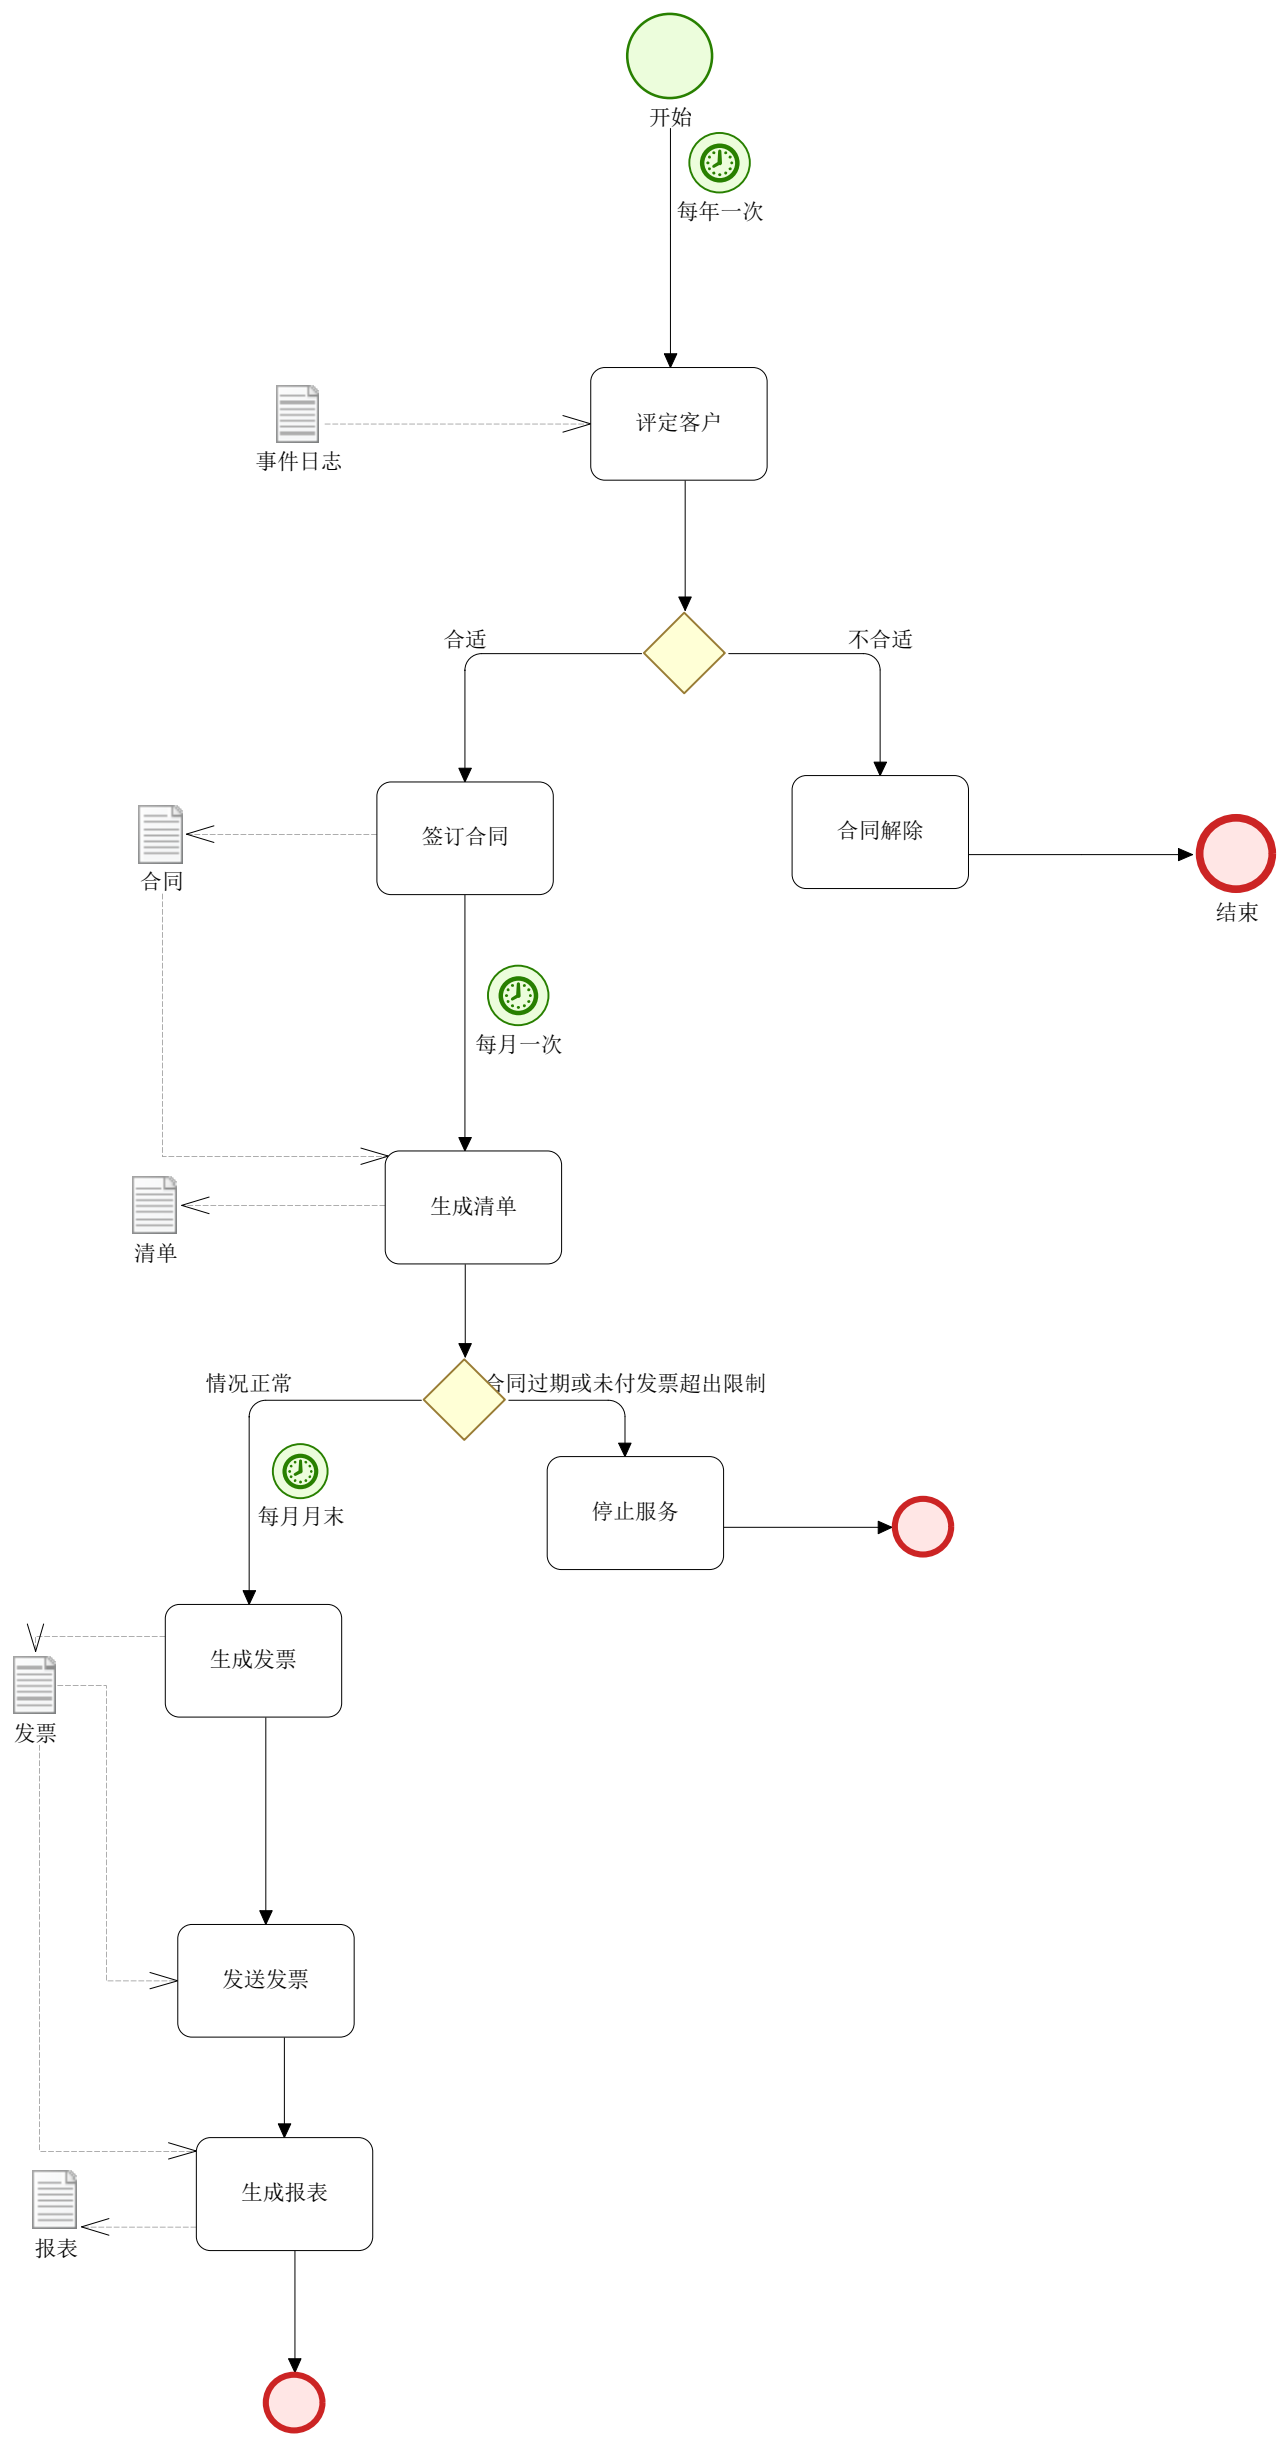 开始
每年一次
评定客户
事件日志
合适
不合适
签订合同
合同解除
合同
结束
每月一次
生成清单
清单
情况正常
合同过期或未付发票超出限制
每月月末
停止服务
生成发票
发票
发送发票
生成报表
报表